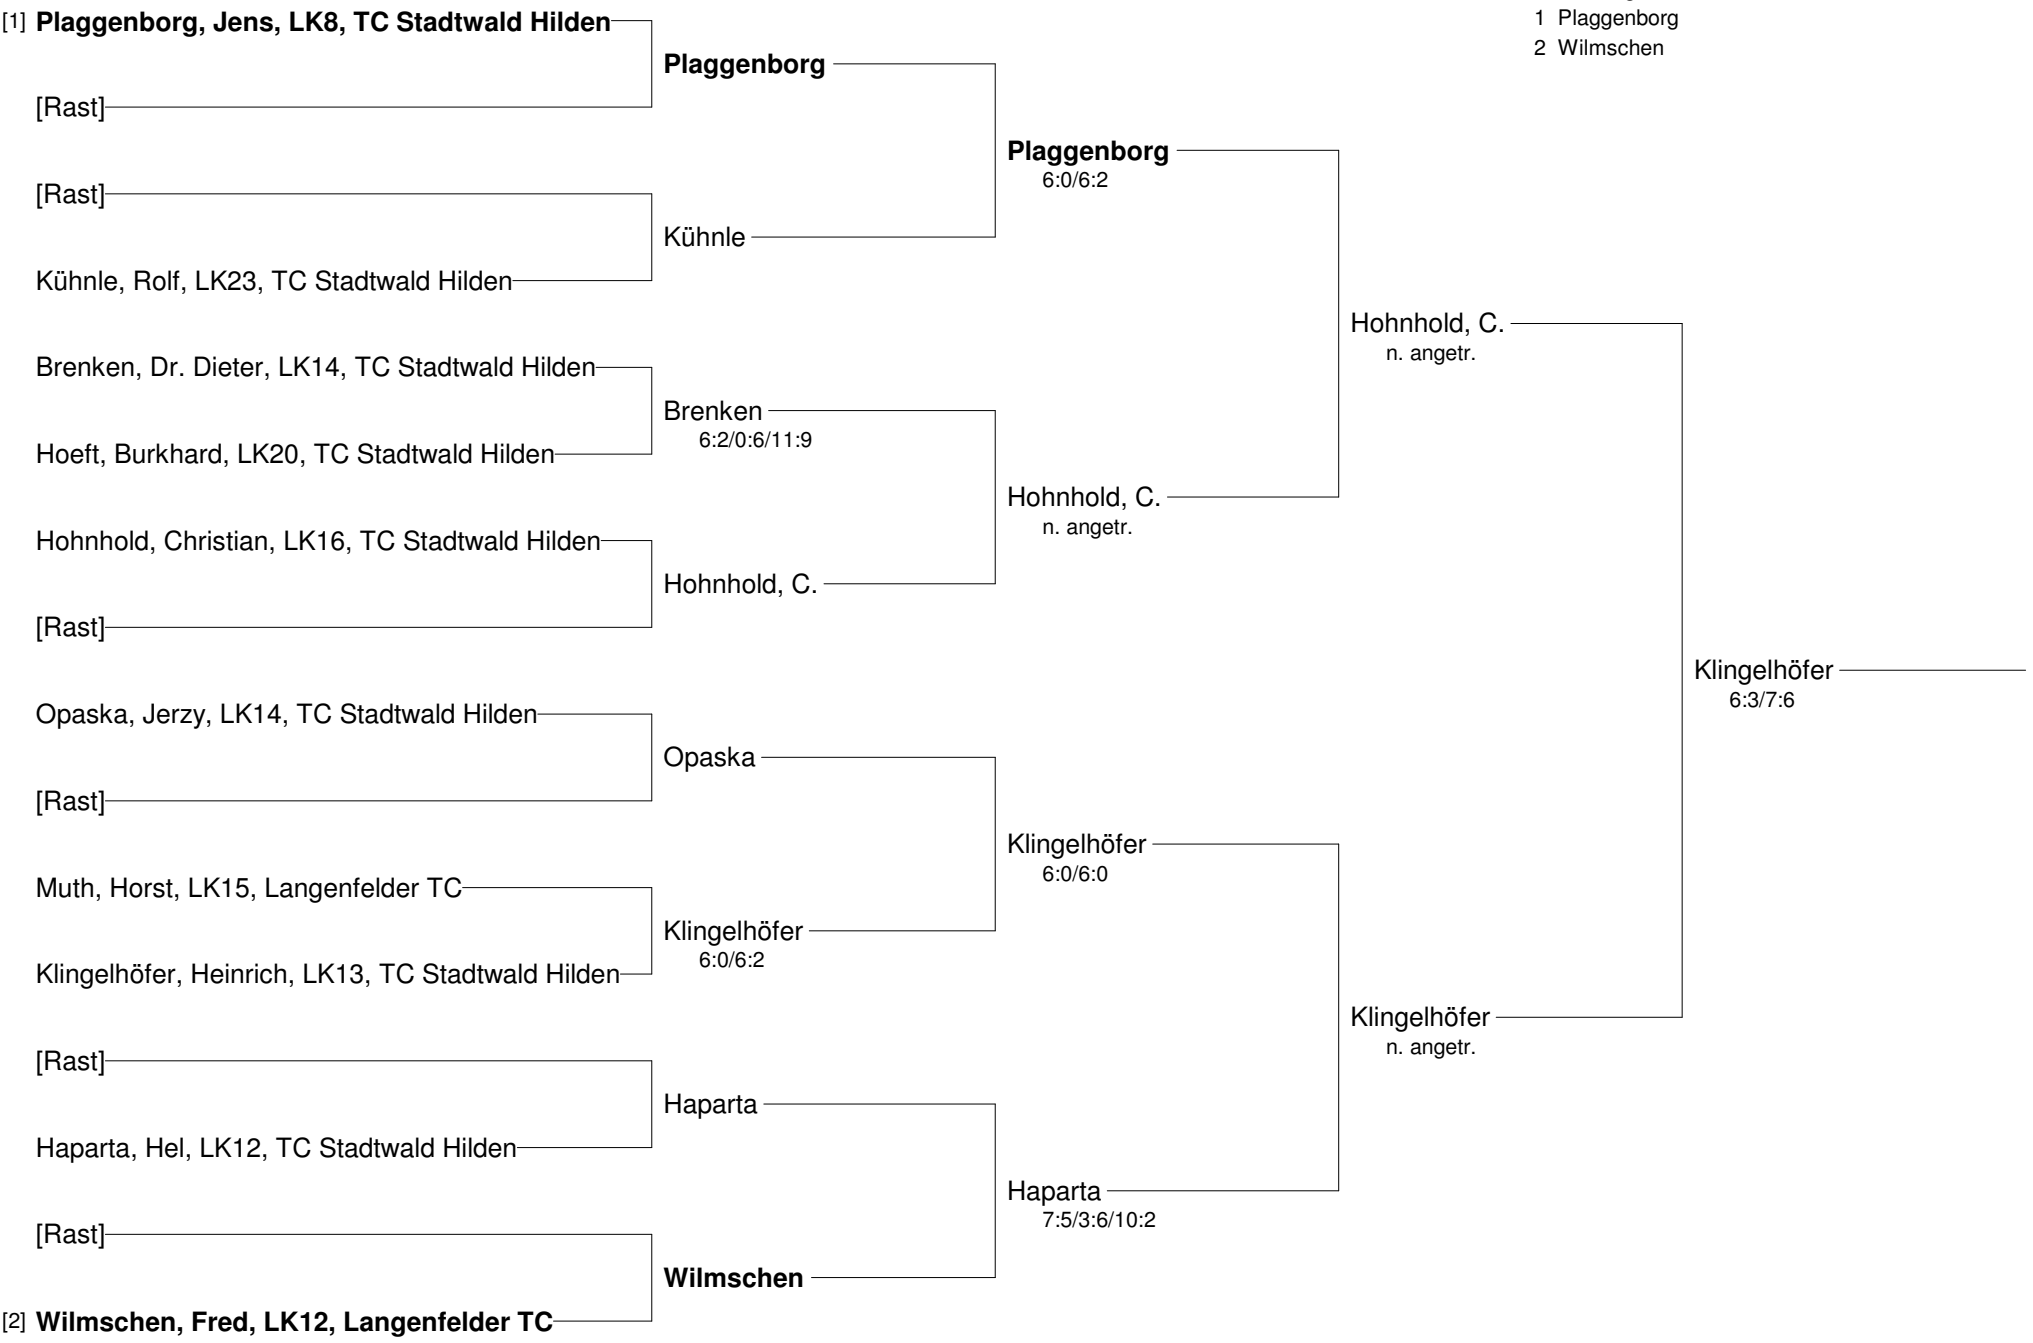 1 Plaggenborg
2 Wilmschen
[1] Plaggenborg, Jens, LK8, TC Stadtwald Hilden
[Rast]
[Rast]
Kühnle, Rolf, LK23, TC Stadtwald Hilden
Brenken, Dr. Dieter, LK14, TC Stadtwald Hilden
Hoeft, Burkhard, LK20, TC Stadtwald Hilden
Hohnhold, Christian, LK16, TC Stadtwald Hilden
[Rast]
Opaska, Jerzy, LK14, TC Stadtwald Hilden
[Rast]
Muth, Horst, LK15, Langenfelder TC
Klingelhöfer, Heinrich, LK13, TC Stadtwald Hilden
[Rast]
Haparta, Hel, LK12, TC Stadtwald Hilden
[Rast]
[2] Wilmschen, Fred, LK12, Langenfelder TC
Plaggenborg
Kühnle
Brenken
6:2/0:6/11:9
Hohnhold, C.
Opaska
Klingelhöfer
6:0/6:2
Haparta
Wilmschen
Plaggenborg
6:0/6:2
Hohnhold, C.
n. angetr.
Klingelhöfer
6:0/6:0
Haparta
7:5/3:6/10:2
Hohnhold, C.
n. angetr.
Klingelhöfer
n. angetr.
Klingelhöfer
6:3/7:6